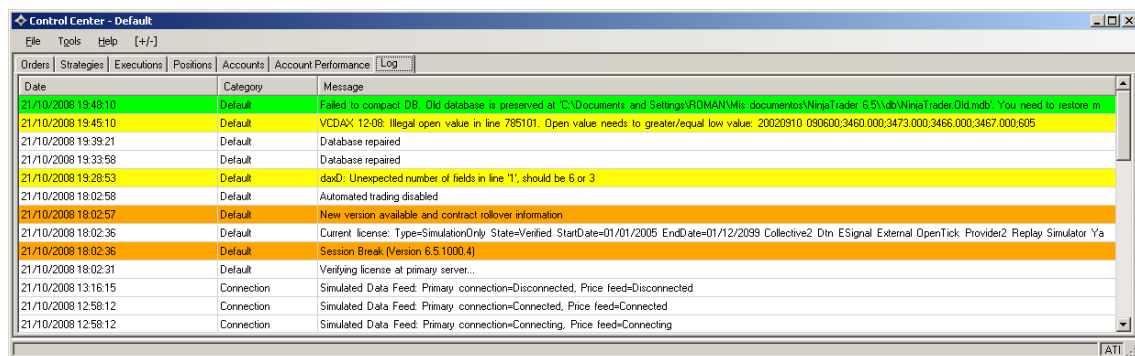 Control Center - Default
File Tools Help [+/-]
Orders Strategies Executions Positions Accounts Account Performance Log
Date Category Message
21/10/2008 19:48:10 Default Failed to compact DB. Old database is preserved at 'C:\Documents and Settings\ROMAN\Mis documentos\NinjaTrader 6.5\\db\NinjaTrader.Old.mdb'. You need to restore m
21/10/2008 19:45:10 Default VCDAX 12-08: Illegal open value in line 785101. Open value needs to greater/equal low value: 20020910 090600;3460.000;3473.000;3466.000;3467.000;605
21/10/2008 19:39:21 Default Database repaired
21/10/2008 19:33:58 Default Database repaired
21/10/2008 19:28:53 Default daxD: Unexpected number of fields in line '1', should be 6 or 3
21/10/2008 18:02:58 Default Automated trading disabled
21/10/2008 18:02:57 Default New version available and contract rollover information
21/10/2008 18:02:36 Default Current license: Type=SimulationOnly State=Verified StartDate=01/01/2005 EndDate=01/12/2099 Collective2 Dtn ESignal External OpenTick Provider2 Replay Simulator Ya
21/10/2008 18:02:36 Default Session Break (Version 6.5.1000.4)
21/10/2008 18:02:31 Default Verifying license at primary server...
21/10/2008 13:16:15 Connection Simulated Data Feed: Primary connection=Disconnected, Price feed=Disconnected
21/10/2008 12:58:12 Connection Simulated Data Feed: Primary connection=Connected, Price feed=Connected
21/10/2008 12:58:12 Connection Simulated Data Feed: Primary connection=Connecting, Price feed=Connecting
ATI